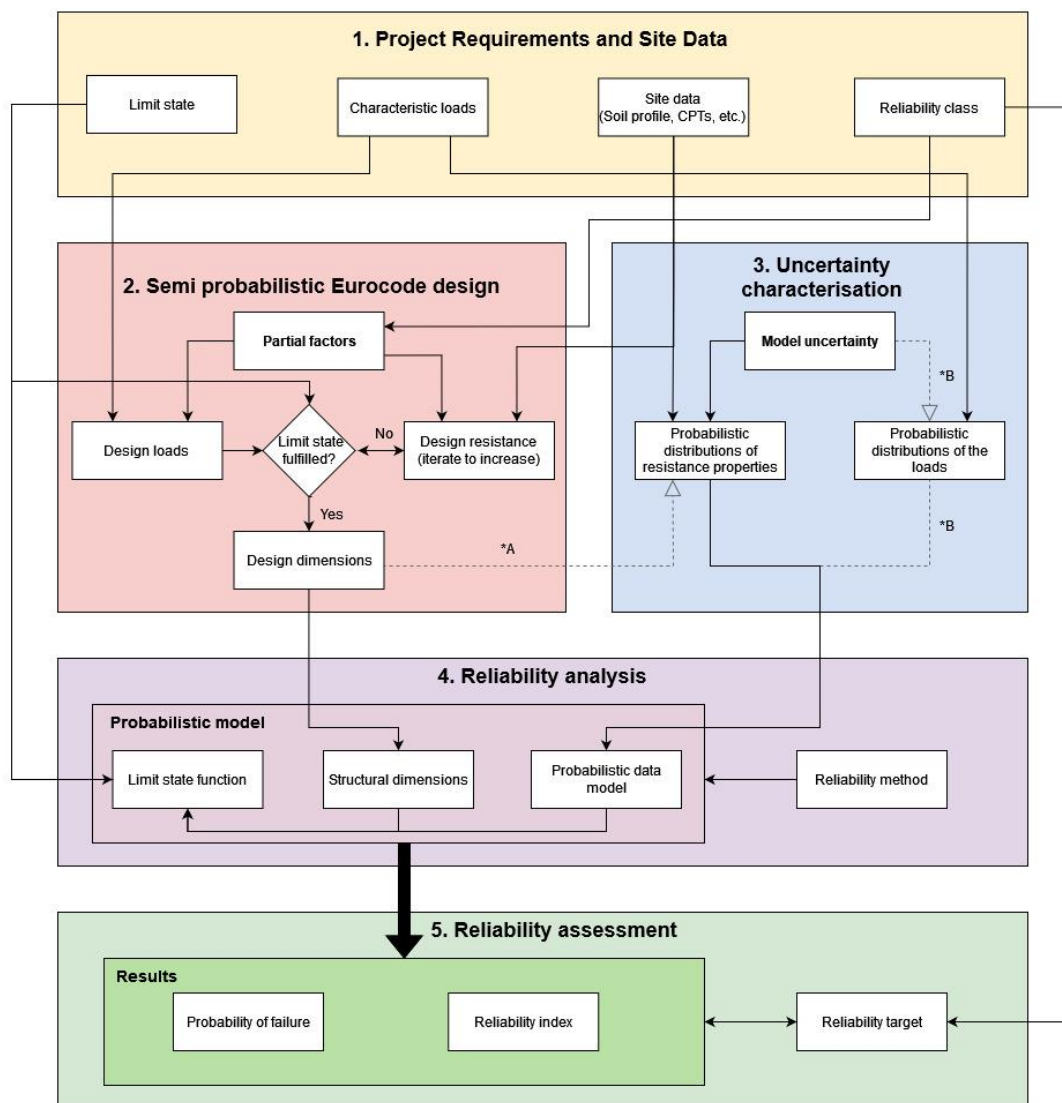 1. Project Requirements and Site Data
Limit state
Characteristic loads
Site data
(Soil profile, CPTs, etc.)
Reliability class
2. Semi probabilistic Eurocode design
Partial factors
Design loads
Limit state
fulfilled?
No
Design resistance
(iterate to increase)
Yes
Design dimensions
*A
3. Uncertainty
characterisation
Model uncertainty
*B
Probabilistic
distributions of
resistance properties
Probabilistic
distributions of the
loads
*B
4. Reliability analysis
Probabilistic model
Limit state function
Structural dimensions
Probabilistic data
model
Reliability method
5. Reliability assessment
Results
Probability of failure
Reliability index
Reliability target